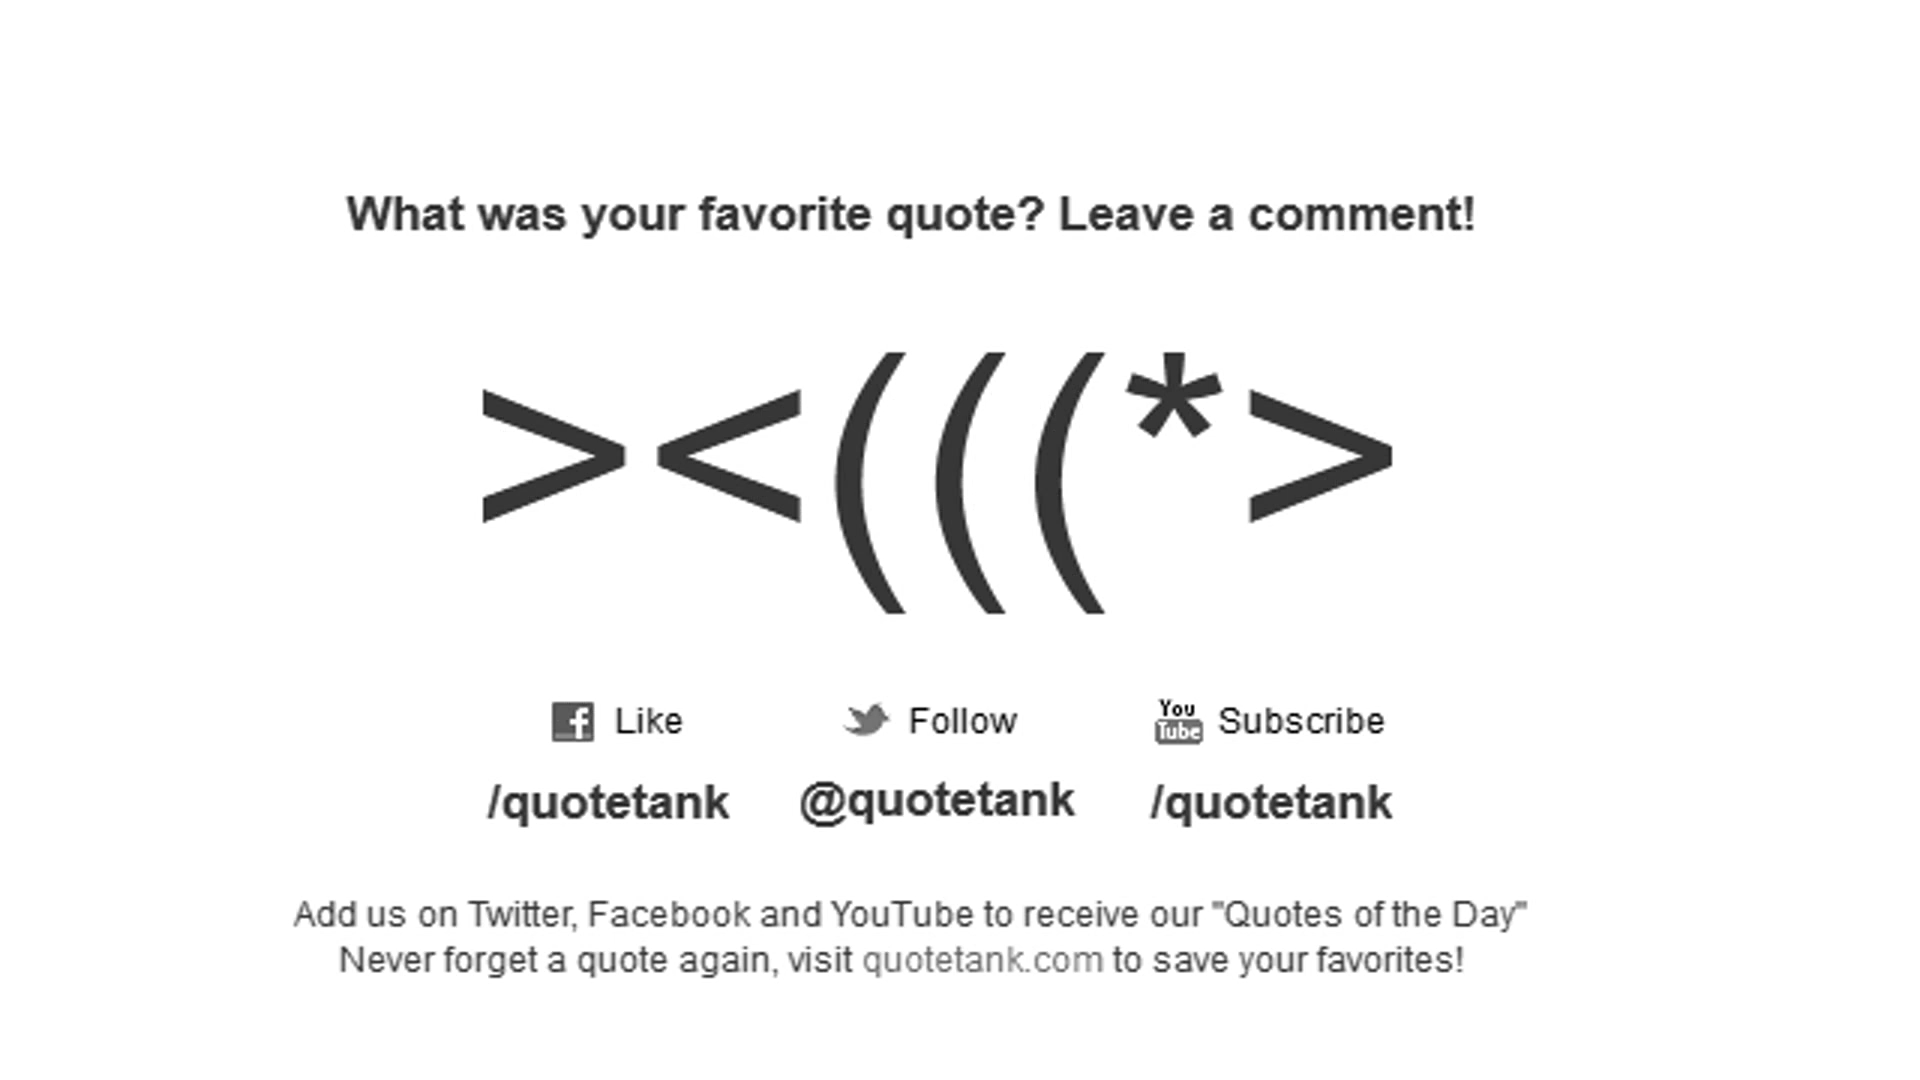 What was your favorite quote? Leave a comment!
><(((*>
f Like
Follow
You Tube Subscribe
/quotetank
@quotetank
/quotetank
Add us on Twitter, Facebook and YouTube to receive our "Quotes of the Day"
Never forget a quote again, visit quotetank.com to save your favorites!